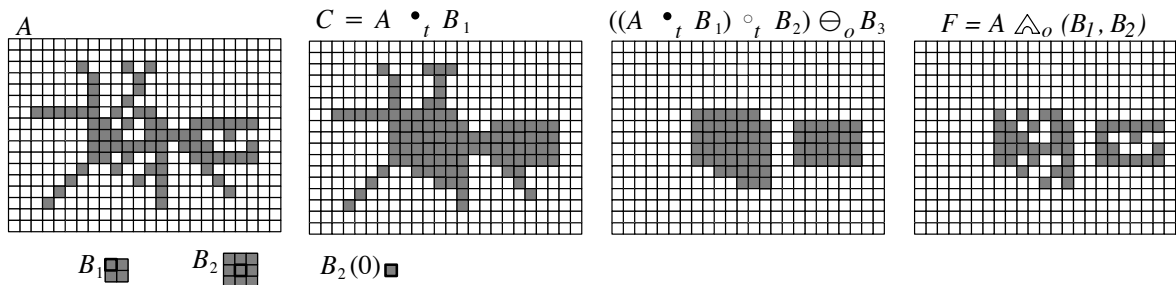 A
C = A •t B1
((A •t B1) ∘t B2) ⊖o B3
F = A ⩕o (B1, B2)
B1
B2
B2(0)